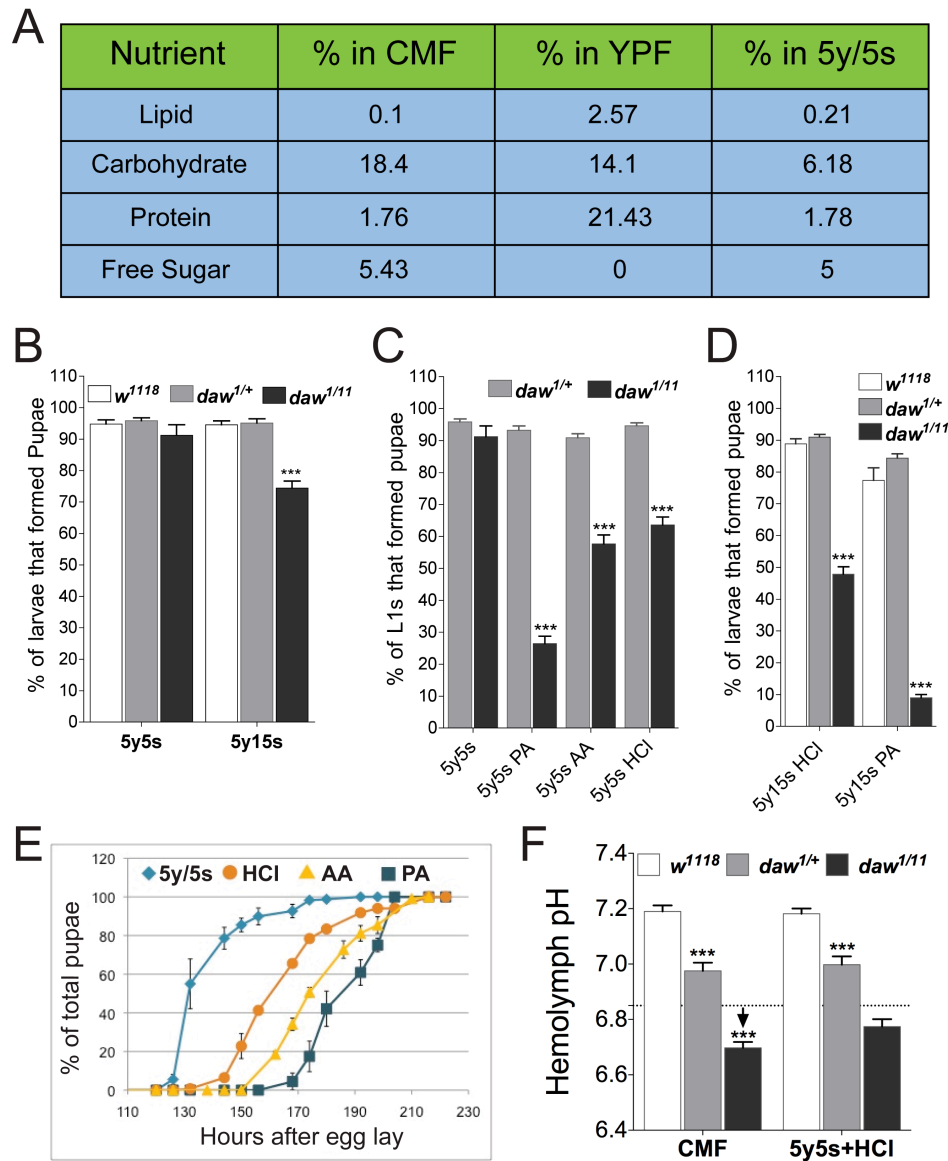 A
Nutrient % in CMF % in YPF % in 5y/5s
Lipid 0.1 2.57 0.21
Carbohydrate 18.4 14.1 6.18
Protein 1.76 21.43 1.78
Free Sugar 5.43 0 5
B
% of larvae that formed Pupae
110
100
90
80
70
60
50
40
30
20
10
0
w1118 daw1/+ daw1/11
***
5y5s 5y15s
C
% of L1s that formed pupae
110
100
90
80
70
60
50
40
30
20
10
0
daw1/+ daw1/11
***
***
***
5y5s
5y5s PA
5y5s AA
5y5s HCl
D
% of larvae that formed pupae
110
100
90
80
70
60
50
40
30
20
10
0
w1118
daw1/+
daw1/11
***
***
5y15s HCl
5y15s PA
E
% of total pupae
120
100
80
60
40
20
0
5y/5s HCl AA PA
110 130 150 170 190 210 230
Hours after egg lay
F
Hemolymph pH
7.4
7.2
7.0
6.8
6.6
6.4
w1118 daw1/+ daw1/11
***
***
***
CMF 5y5s+HCl